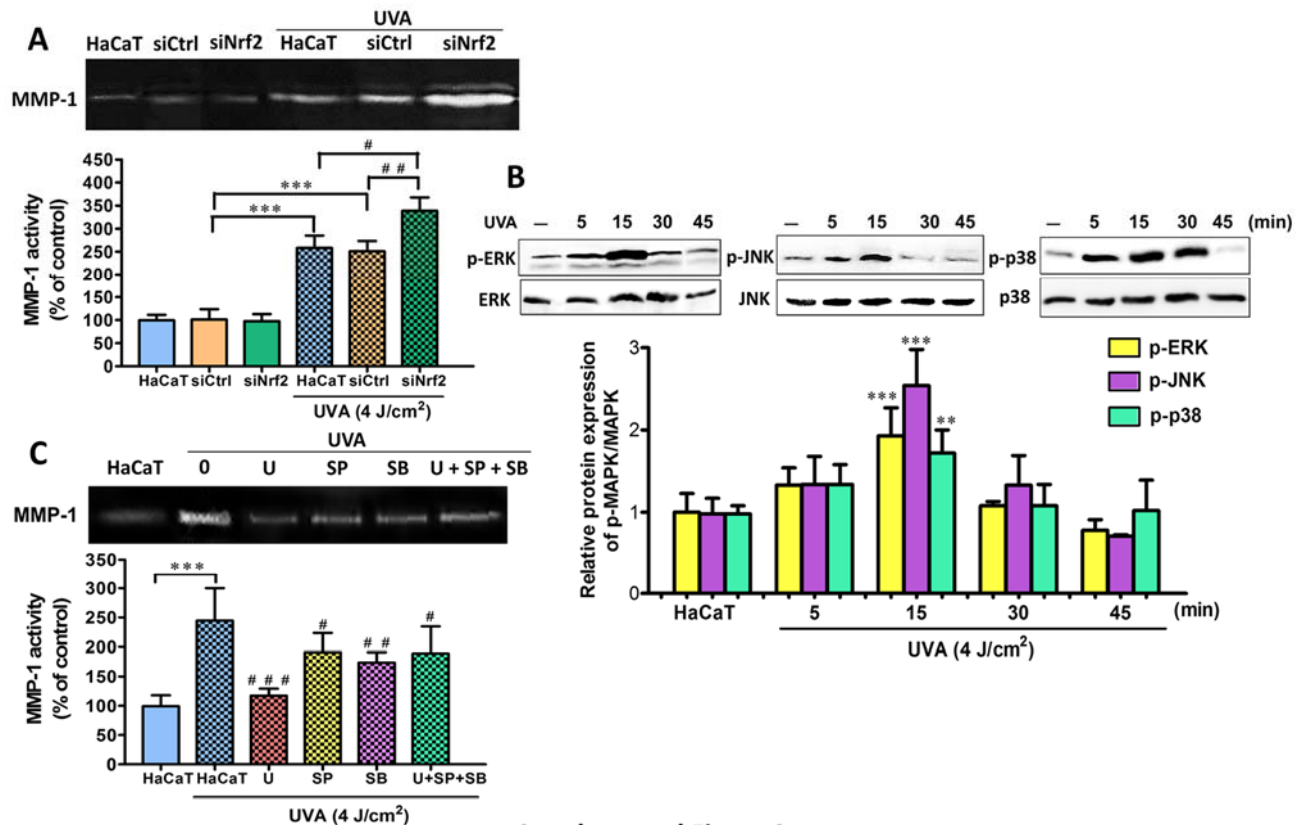 A
UVA
HaCaT siCtrl siNrf2 HaCaT siCtrl siNrf2
MMP-1
MMP-1 activity
(% of control)
450
400
350
300
250
200
150
100
50
0
***
***
#
# #
HaCaT siCtrl siNrf2 HaCaT siCtrl siNrf2
UVA (4 J/cm²)
B
UVA — 5 15 30 45 — 5 15 30 45 — 5 15 30 45 (min)
p-ERK p-JNK p-p38
ERK JNK p38
Relative protein expression
of p-MAPK/MAPK
3
2
1
0
*** *** **
p-ERK
p-JNK
p-p38
HaCaT 5 15 30 45 (min)
UVA (4 J/cm²)
C
UVA
HaCaT 0 U SP SB U + SP + SB
MMP-1
MMP-1 activity
(% of control)
350
300
250
200
150
100
50
0
***
# # # # # # #
HaCaT HaCaT U SP SB U+SP+SB
UVA (4 J/cm²)